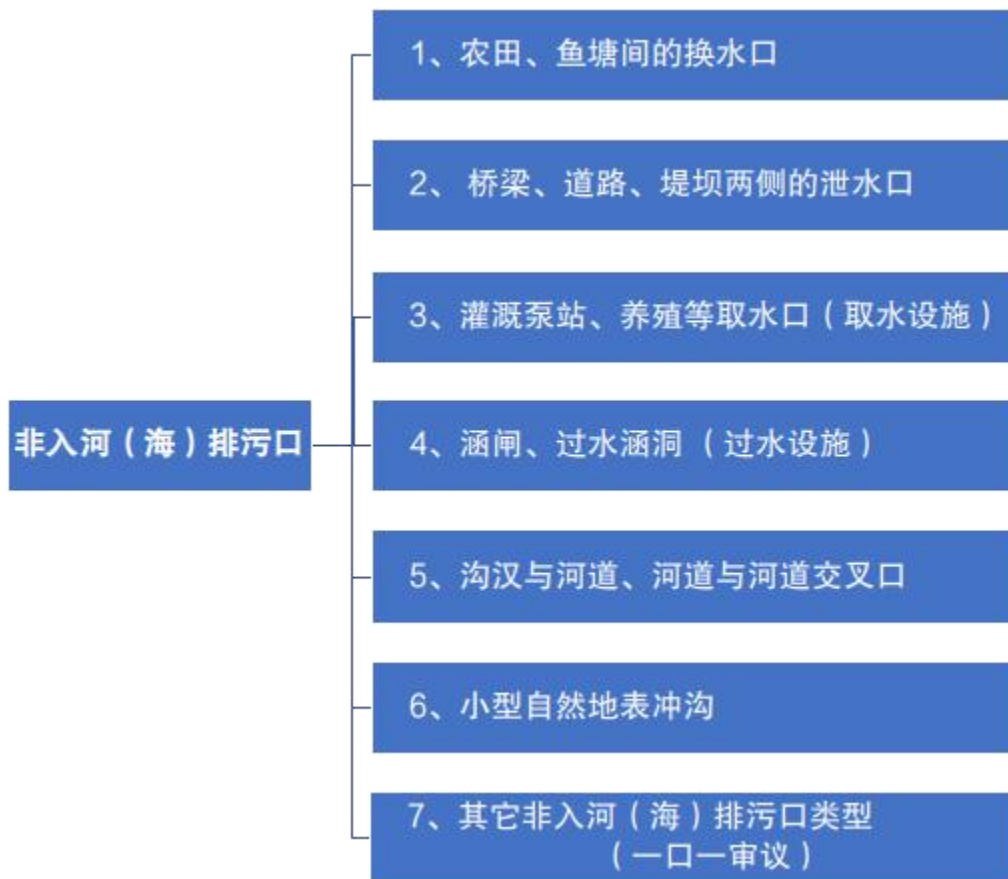 非入河（海）排污口
1、农田、鱼塘间的换水口
2、 桥梁、道路、堤坝两侧的泄水口
3、灌溉泵站、养殖等取水口（取水设施）
4、涵闸、过水涵洞 （过水设施）
5、沟汊与河道、河道与河道交叉口
6、小型自然地表冲沟
7、其它非入河（海）排污口类型
（一口一审议）